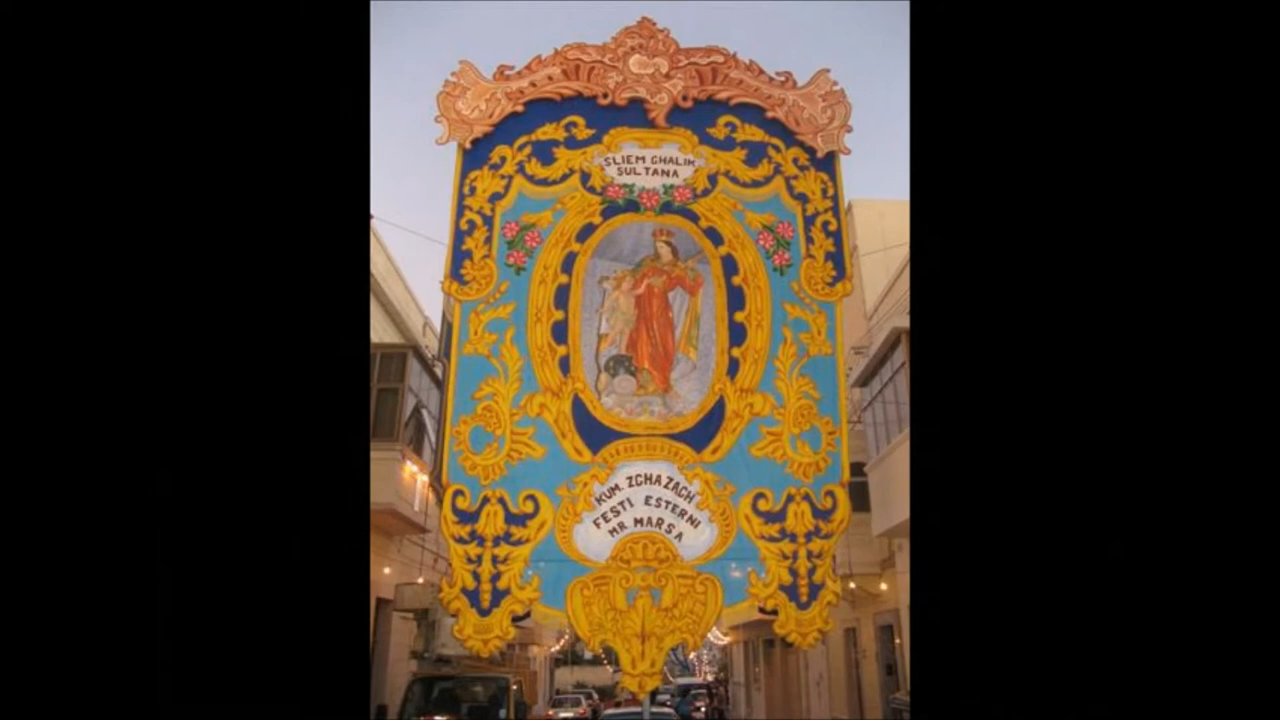 SLIEM GHALIK
SULTANA
KUM. ZGHAZAGH
FESTI ESTERNI
MR MARSA